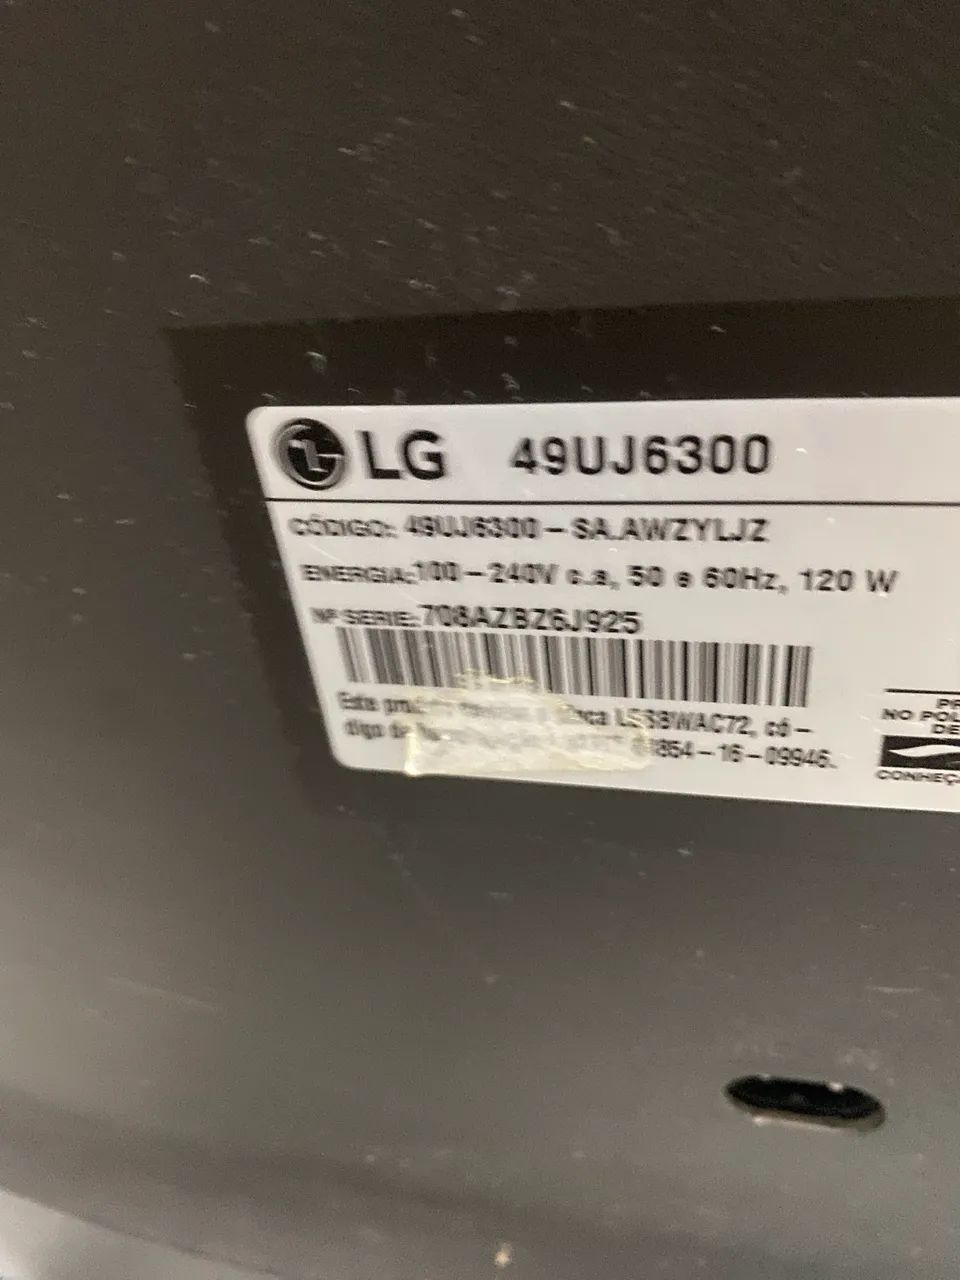 LG 49UJ6300
CÓDIGO: 49UJ6300-SA.AWZYLJZ
ENERGIA:100-240V c.a, 50 e 60Hz, 120 W
Nº SERIE:708AZBZ6J925
Este LGSBWAC72, có-
digo -16-09946.
NO
CONHEÇ